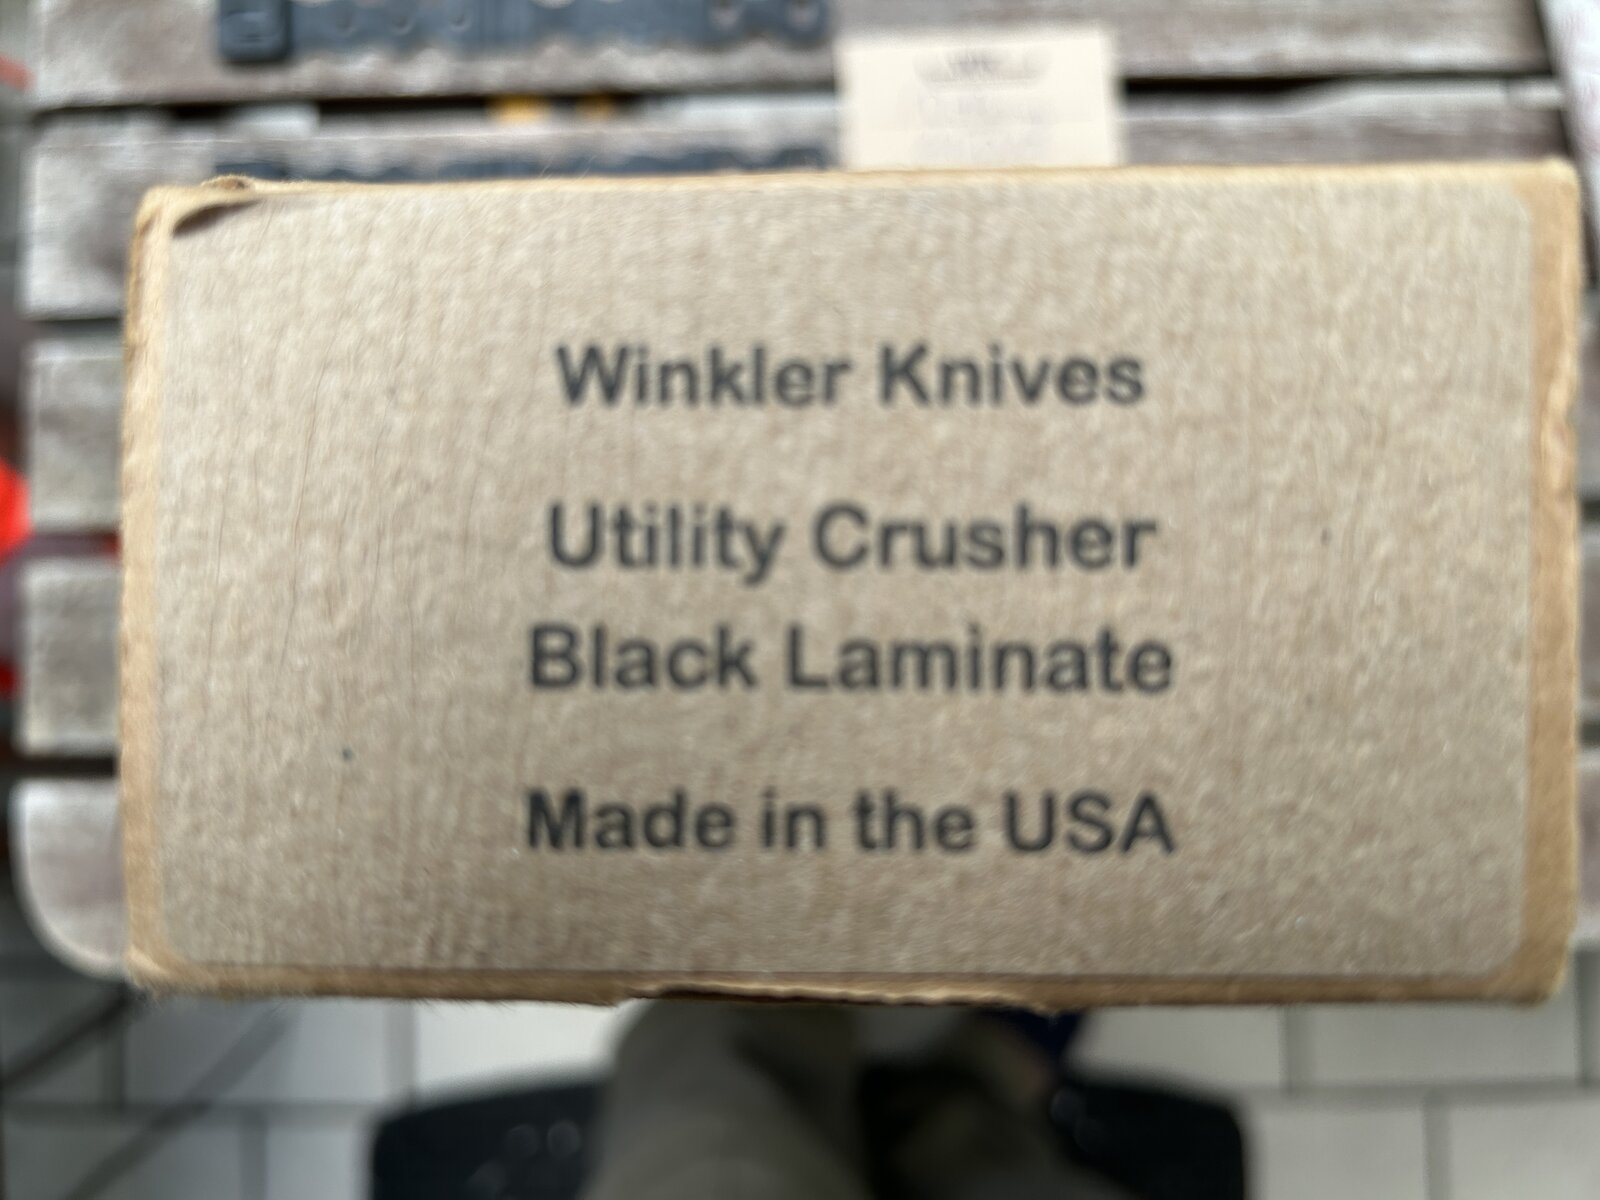 Winkler Knives
Utility Crusher
Black Laminate
Made in the USA